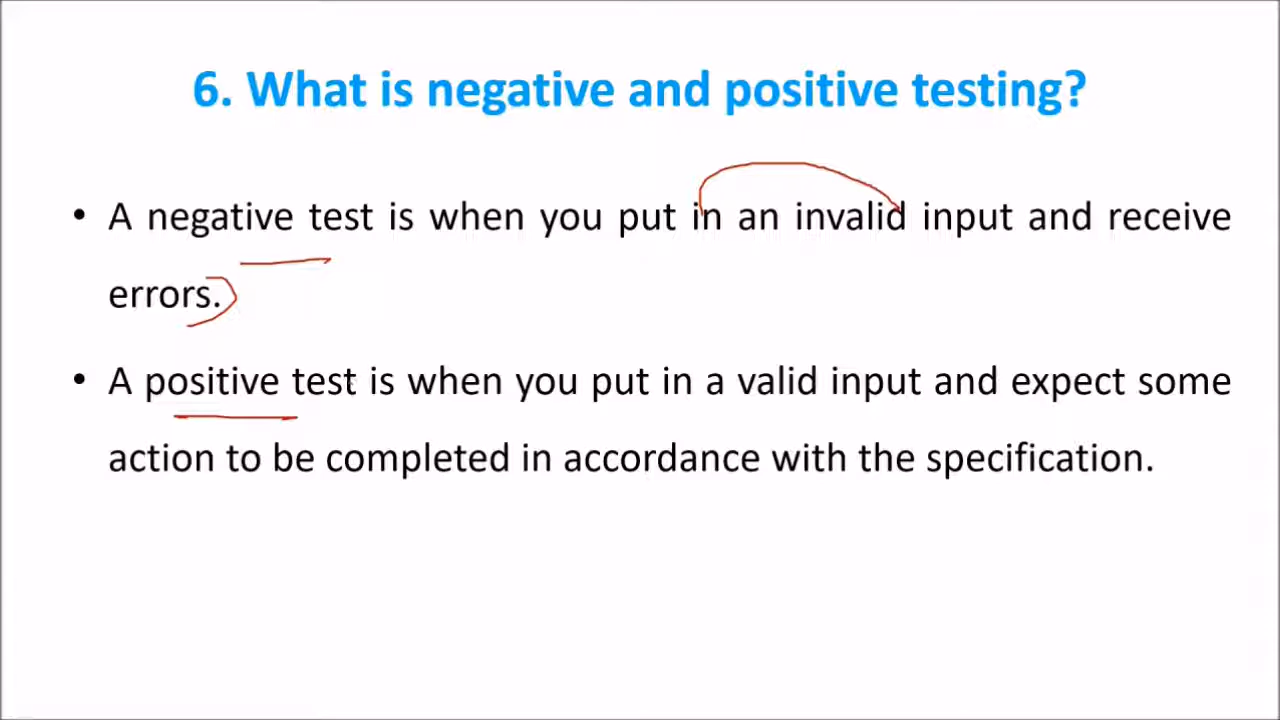 6. What is negative and positive testing?
• A negative test is when you put in an invalid input and receive
errors.
• A positive test is when you put in a valid input and expect some
action to be completed in accordance with the specification.